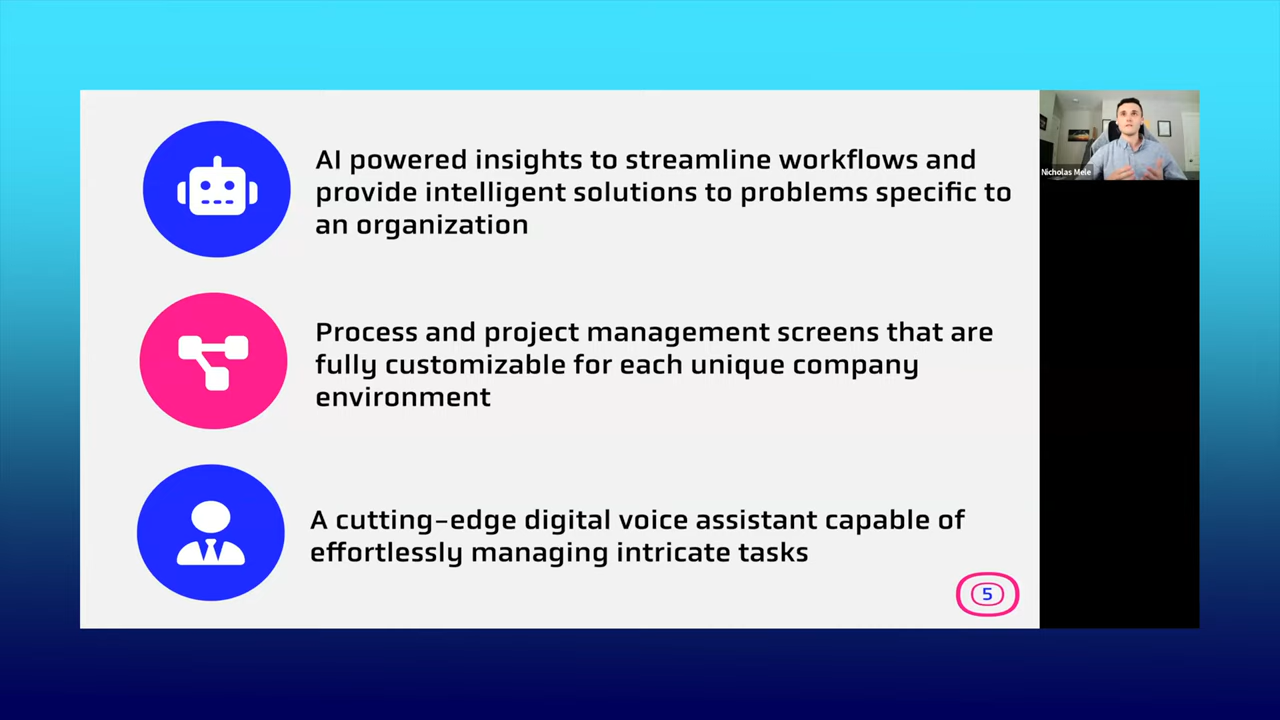 AI powered insights to streamline workflows and
provide intelligent solutions to problems specific to
an organization
Nicholas Mele
Process and project management screens that are
fully customizable for each unique company
environment
A cutting-edge digital voice assistant capable of
effortlessly managing intricate tasks
5